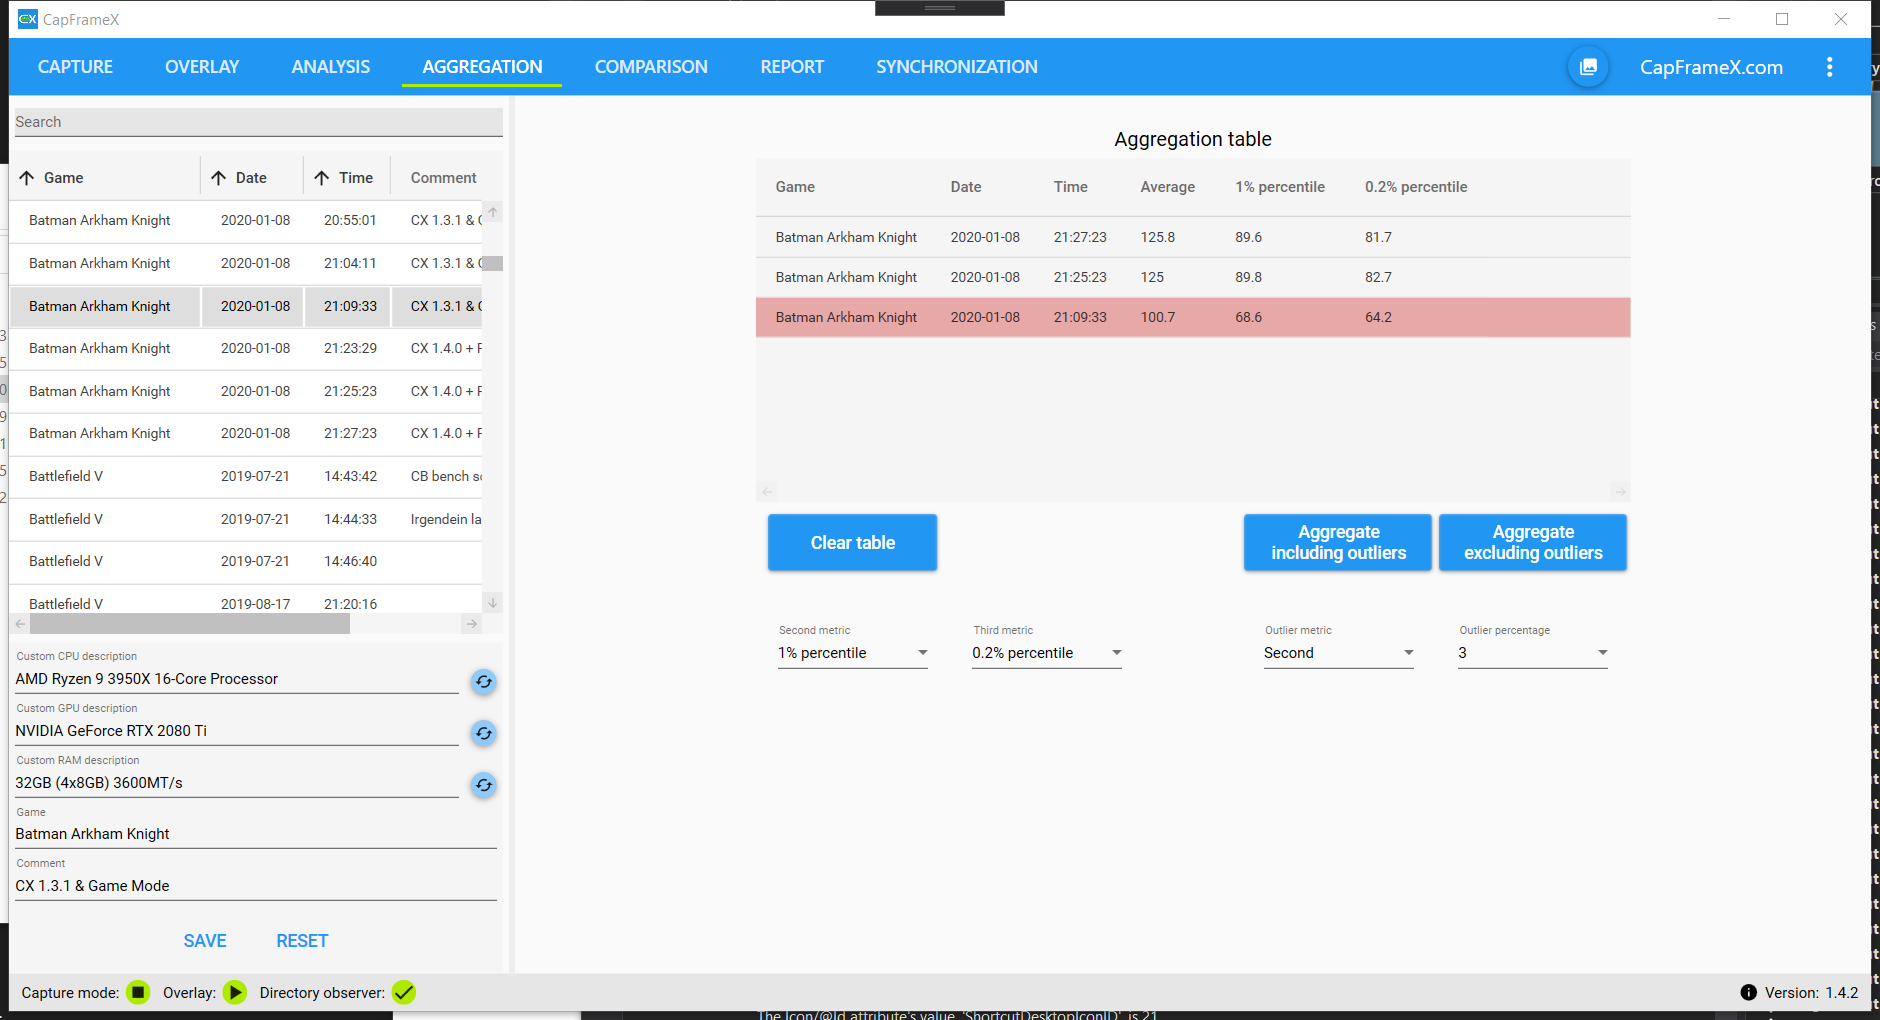 CX CapFrameX
CAPTURE OVERLAY ANALYSIS AGGREGATION COMPARISON REPORT SYNCHRONIZATION CapFrameX.com
Search
Game Date Time Comment
Batman Arkham Knight 2020-01-08 20:55:01 CX 1.3.1 &
Batman Arkham Knight 2020-01-08 21:04:11 CX 1.3.1 &
Batman Arkham Knight 2020-01-08 21:09:33 CX 1.3.1 &
Batman Arkham Knight 2020-01-08 21:23:29 CX 1.4.0 +
Batman Arkham Knight 2020-01-08 21:25:23 CX 1.4.0 +
Batman Arkham Knight 2020-01-08 21:27:23 CX 1.4.0 +
Battlefield V 2019-07-21 14:43:42 CB bench
Battlefield V 2019-07-21 14:44:33 Irgendein la
Battlefield V 2019-07-21 14:46:40
Battlefield V 2019-08-17 21:20:16
Custom CPU description
AMD Ryzen 9 3950X 16-Core Processor
Custom GPU description
NVIDIA GeForce RTX 2080 Ti
Custom RAM description
32GB (4x8GB) 3600MT/s
Game
Batman Arkham Knight
Comment
CX 1.3.1 & Game Mode
SAVE RESET
Aggregation table
Game Date Time Average 1% percentile 0.2% percentile
Batman Arkham Knight 2020-01-08 21:27:23 125.8 89.6 81.7
Batman Arkham Knight 2020-01-08 21:25:23 125 89.8 82.7
Batman Arkham Knight 2020-01-08 21:09:33 100.7 68.6 64.2
Clear table
Aggregate
including outliers
Aggregate
excluding outliers
Second metric
1% percentile
Third metric
0.2% percentile
Outlier metric
Second
Outlier percentage
3
Capture mode: Overlay: Directory observer: Version: 1.4.2
The Icon/@Id attribute's value, 'ShortcutDesktopIconID', is 21